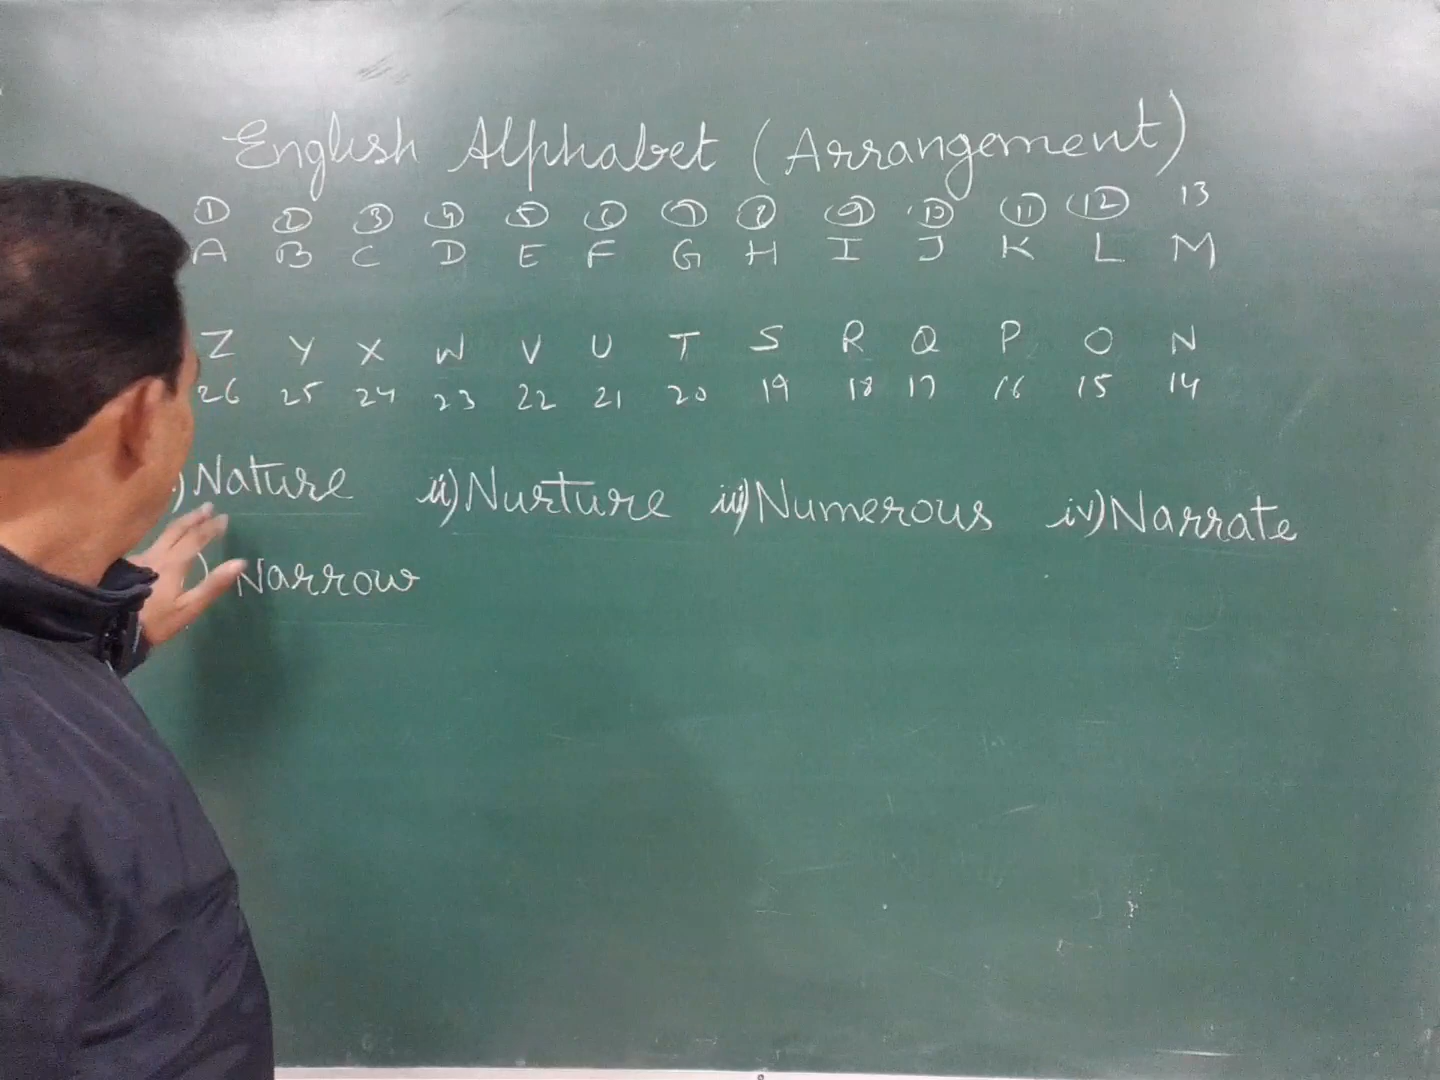 English Alphabet (Arrangement)
1 2 3 4 5 6 7 8 9 10 11 12 13
A B C D E F G H I J K L M
Z Y X W V U T S R Q P O N
26 25 24 23 22 21 20 19 18 17 16 15 14
) Nature ii) Nurture iii) Numerous iv) Narrate
) Narrow